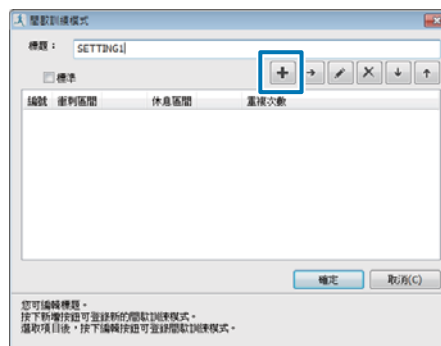 間歇訓練模式
標題： SETTING1
標準
編號 衝刺區間 休息區間 重複次數
確定 取消(C)
您可編輯標題。
按下新增按鈕可登錄新的間歇訓練模式。
選取項目後，按下編輯按鈕可登錄間歇訓練模式。